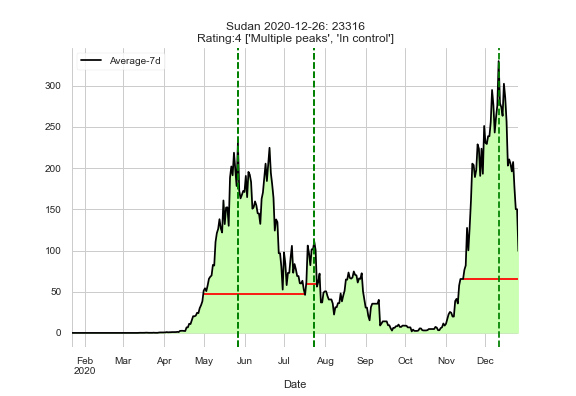 Sudan 2020-12-26: 23316
Rating:4 ['Multiple peaks', 'In control']
Average-7d
300
250
200
150
100
50
0
Feb Mar Apr May Jun Jul Aug Sep Oct Nov Dec
2020
Date